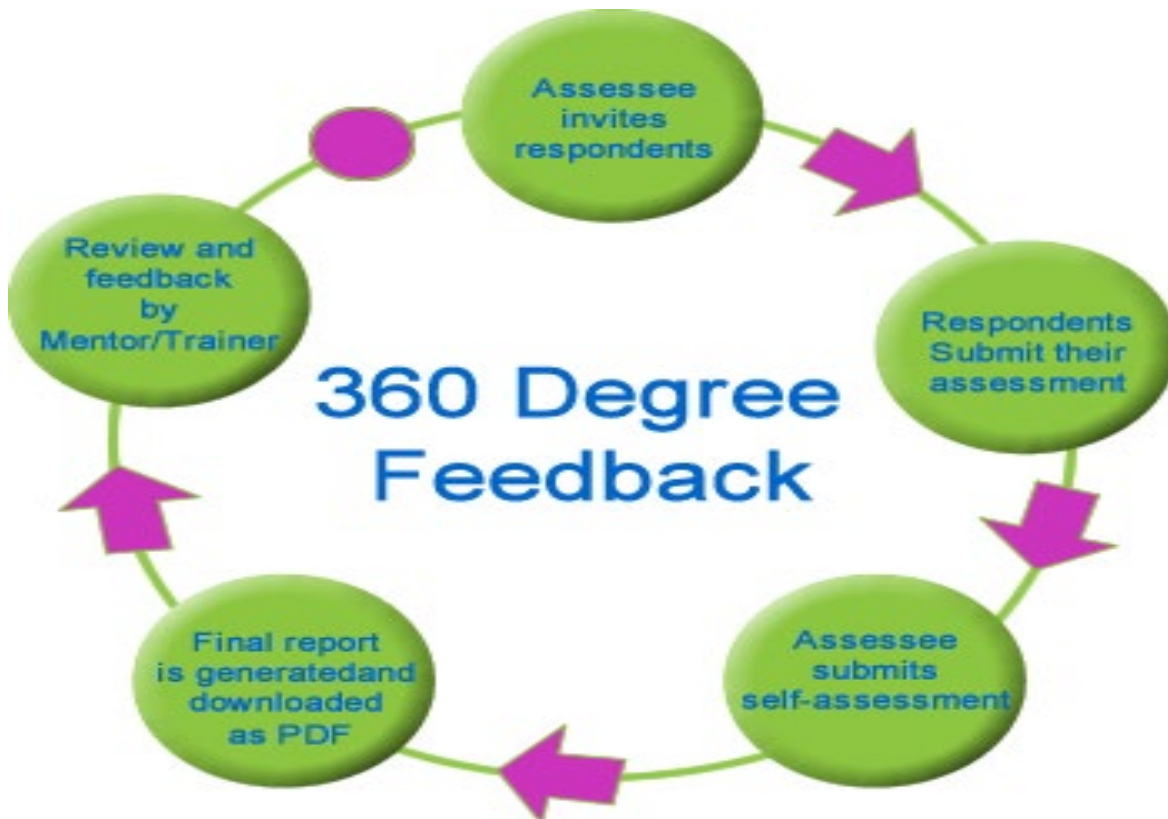 Assessee
invites
respondents
Respondents
Submit their
assessment
Assessee
submits
self-assessment
Final report
is generatedand
downloaded
as PDF
Review and
feedback
by
Mentor/Trainer
360 Degree
Feedback